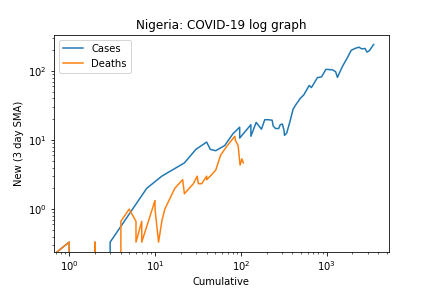 Nigeria: COVID-19 log graph
Cases
Deaths
New (3 day SMA)
10²
10¹
10⁰
10⁰ 10¹ 10² 10³
Cumulative